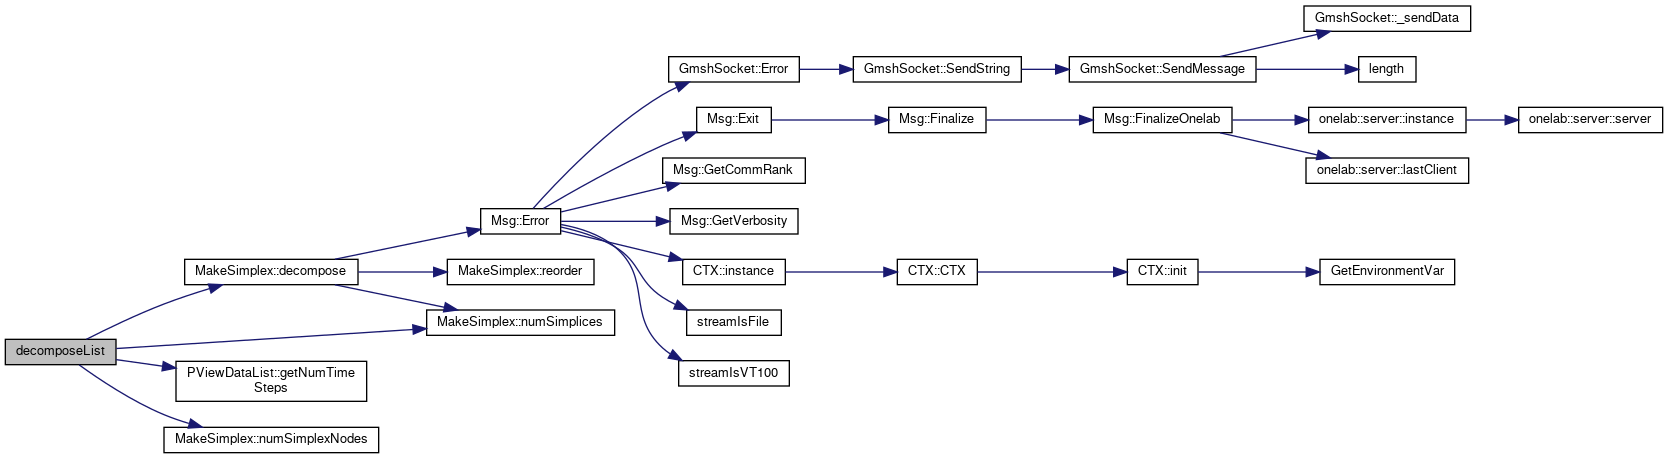 GmshSocket::_sendData
GmshSocket::Error
GmshSocket::SendString
GmshSocket::SendMessage
length
Msg::Exit
Msg::Finalize
Msg::FinalizeOnelab
onelab::server::instance
onelab::server::server
Msg::GetCommRank
onelab::server::lastClient
Msg::Error
Msg::GetVerbosity
MakeSimplex::decompose
MakeSimplex::reorder
CTX::instance
CTX::CTX
CTX::init
GetEnvironmentVar
MakeSimplex::numSimplices
streamIsFile
decomposeList
PViewDataList::getNumTime
Steps
streamIsVT100
MakeSimplex::numSimplexNodes